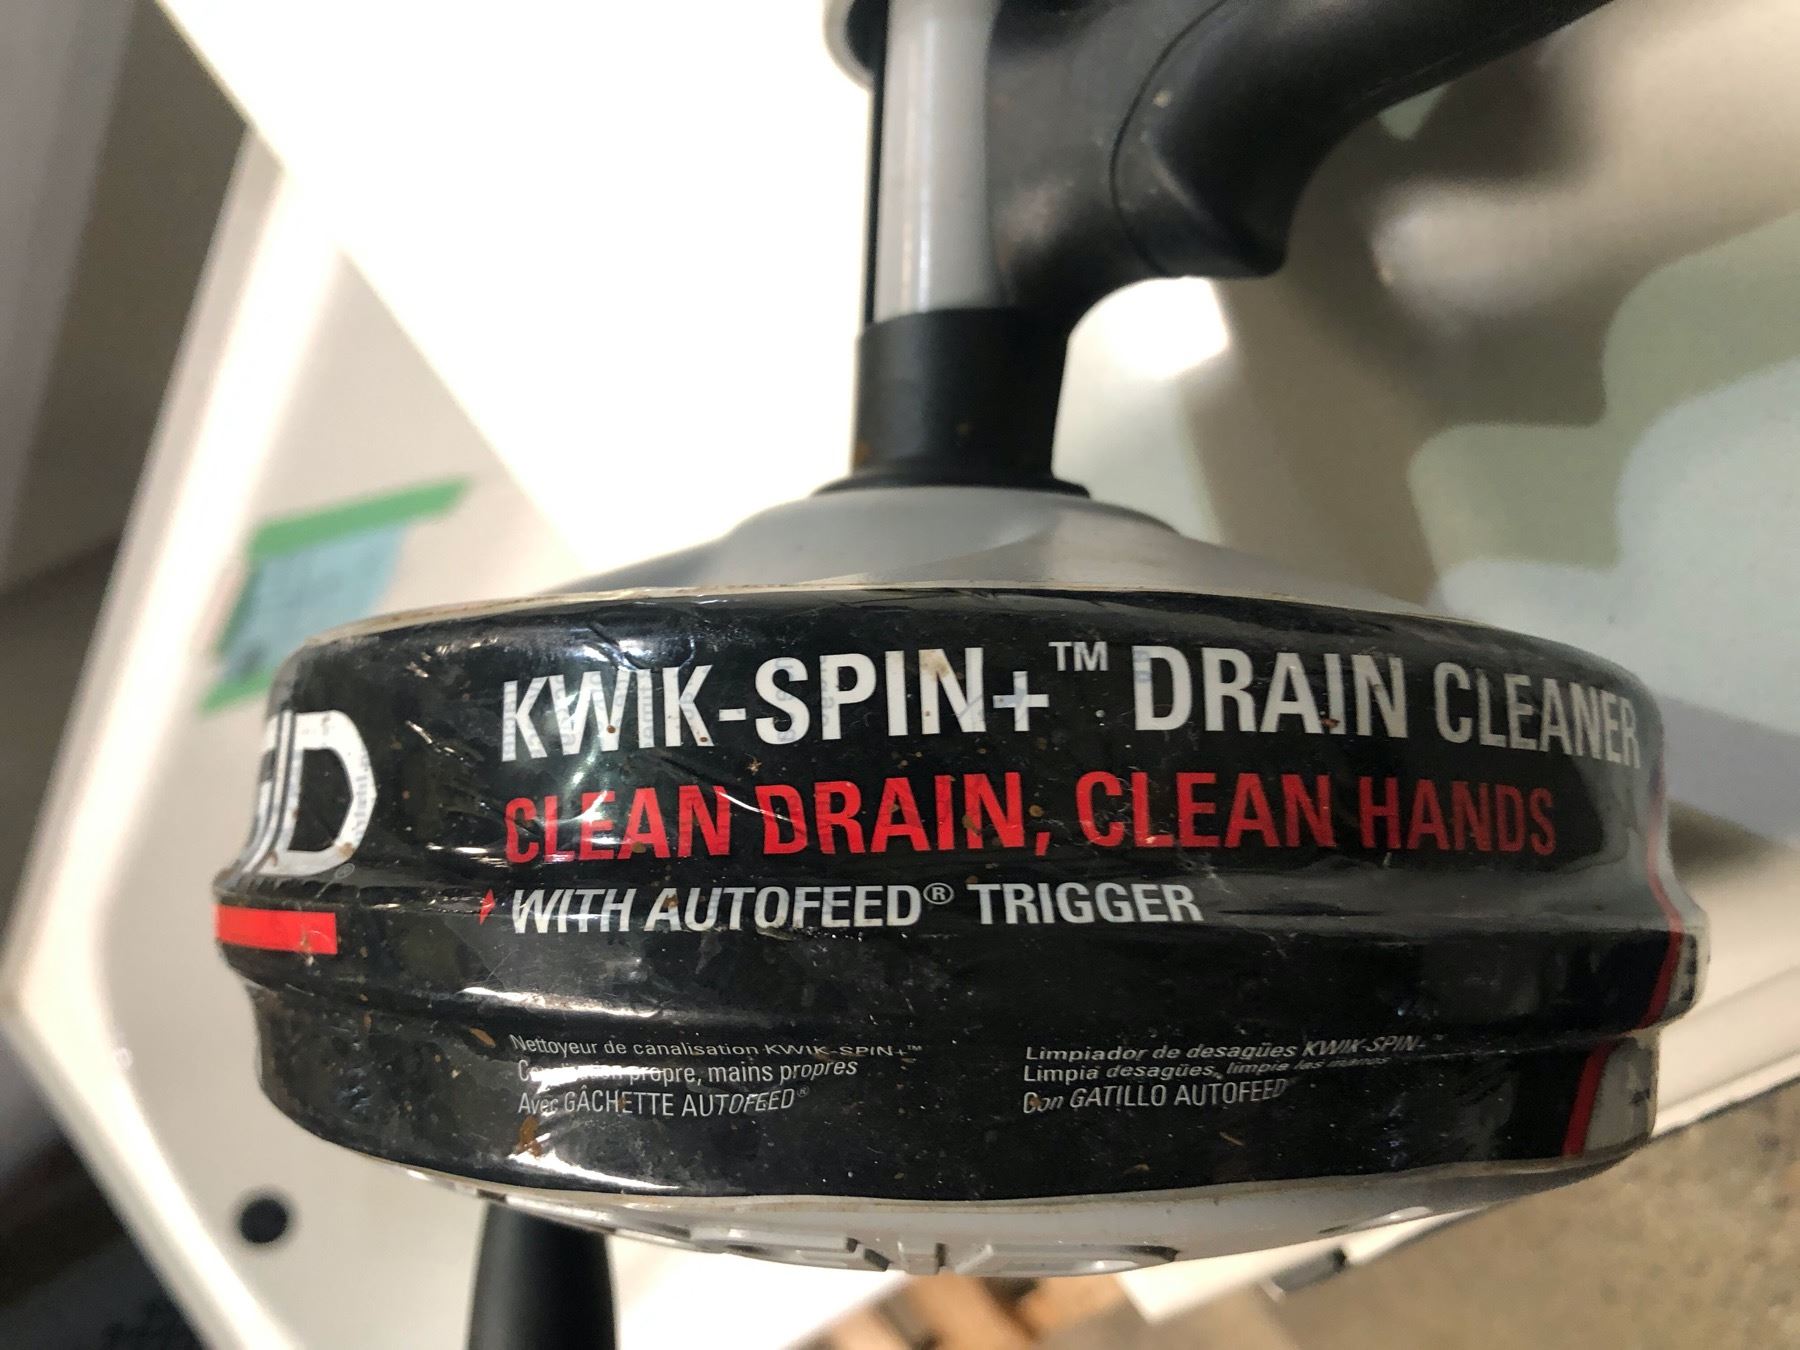 KWIK-SPIN+™ DRAIN CLEANER
CLEAN DRAIN, CLEAN HANDS
WITH AUTOFEED® TRIGGER
Nettoyeur de canalisation KWIK-SPIN+™
propre, mains propres
Avec GÂCHETTE AUTOFEED®
Limpiador de desagües KWIK-SPIN+™
Limpia desagües, limpia las manos
Con GATILLO AUTOFEED